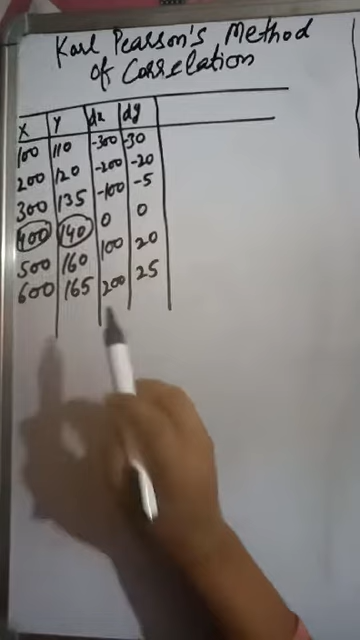 Karl Pearson's Method
of Correlation
X Y dx dy
100 110 -300 -30
200 120 -200 -20
300 135 -100 -5
400 140 0 0
500 160 100 20
600 165 200 25